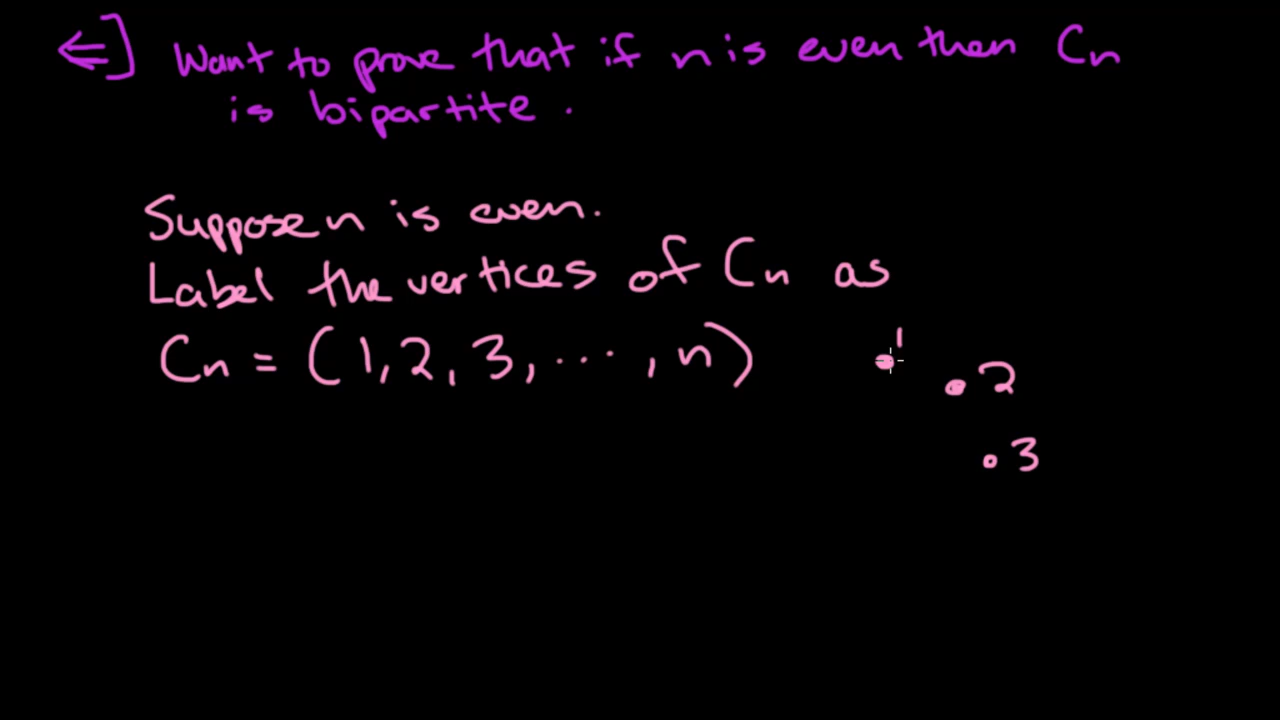 ⇐] Want to prove that if n is even then Cn
is bipartite.
Suppose n is even.
Label the vertices of Cn as
Cn = (1, 2, 3, ..., n)
1
2
3